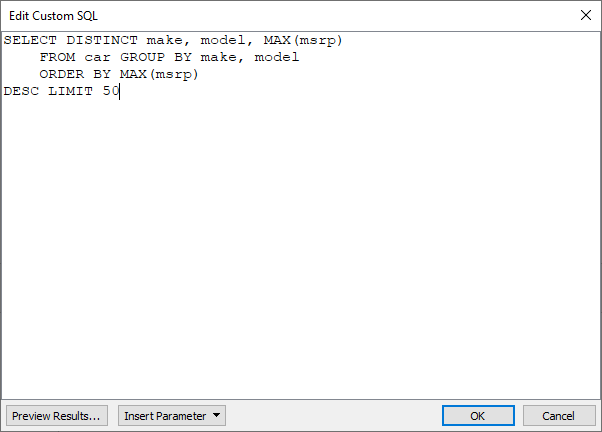 Edit Custom SQL
SELECT DISTINCT make, model, MAX(msrp)
    FROM car GROUP BY make, model
    ORDER BY MAX(msrp)
DESC LIMIT 50
Preview Results... Insert Parameter OK Cancel